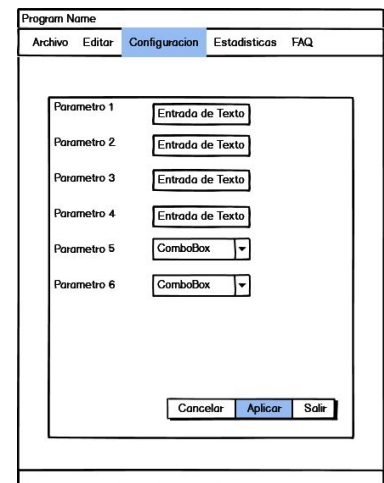 Program Name
Archivo Editar Configuracion Estadisticas FAQ
Parametro 1 Entrada de Texto
Parametro 2 Entrada de Texto
Parametro 3 Entrada de Texto
Parametro 4 Entrada de Texto
Parametro 5 ComboBox
Parametro 6 ComboBox
Cancelar Aplicar Salir